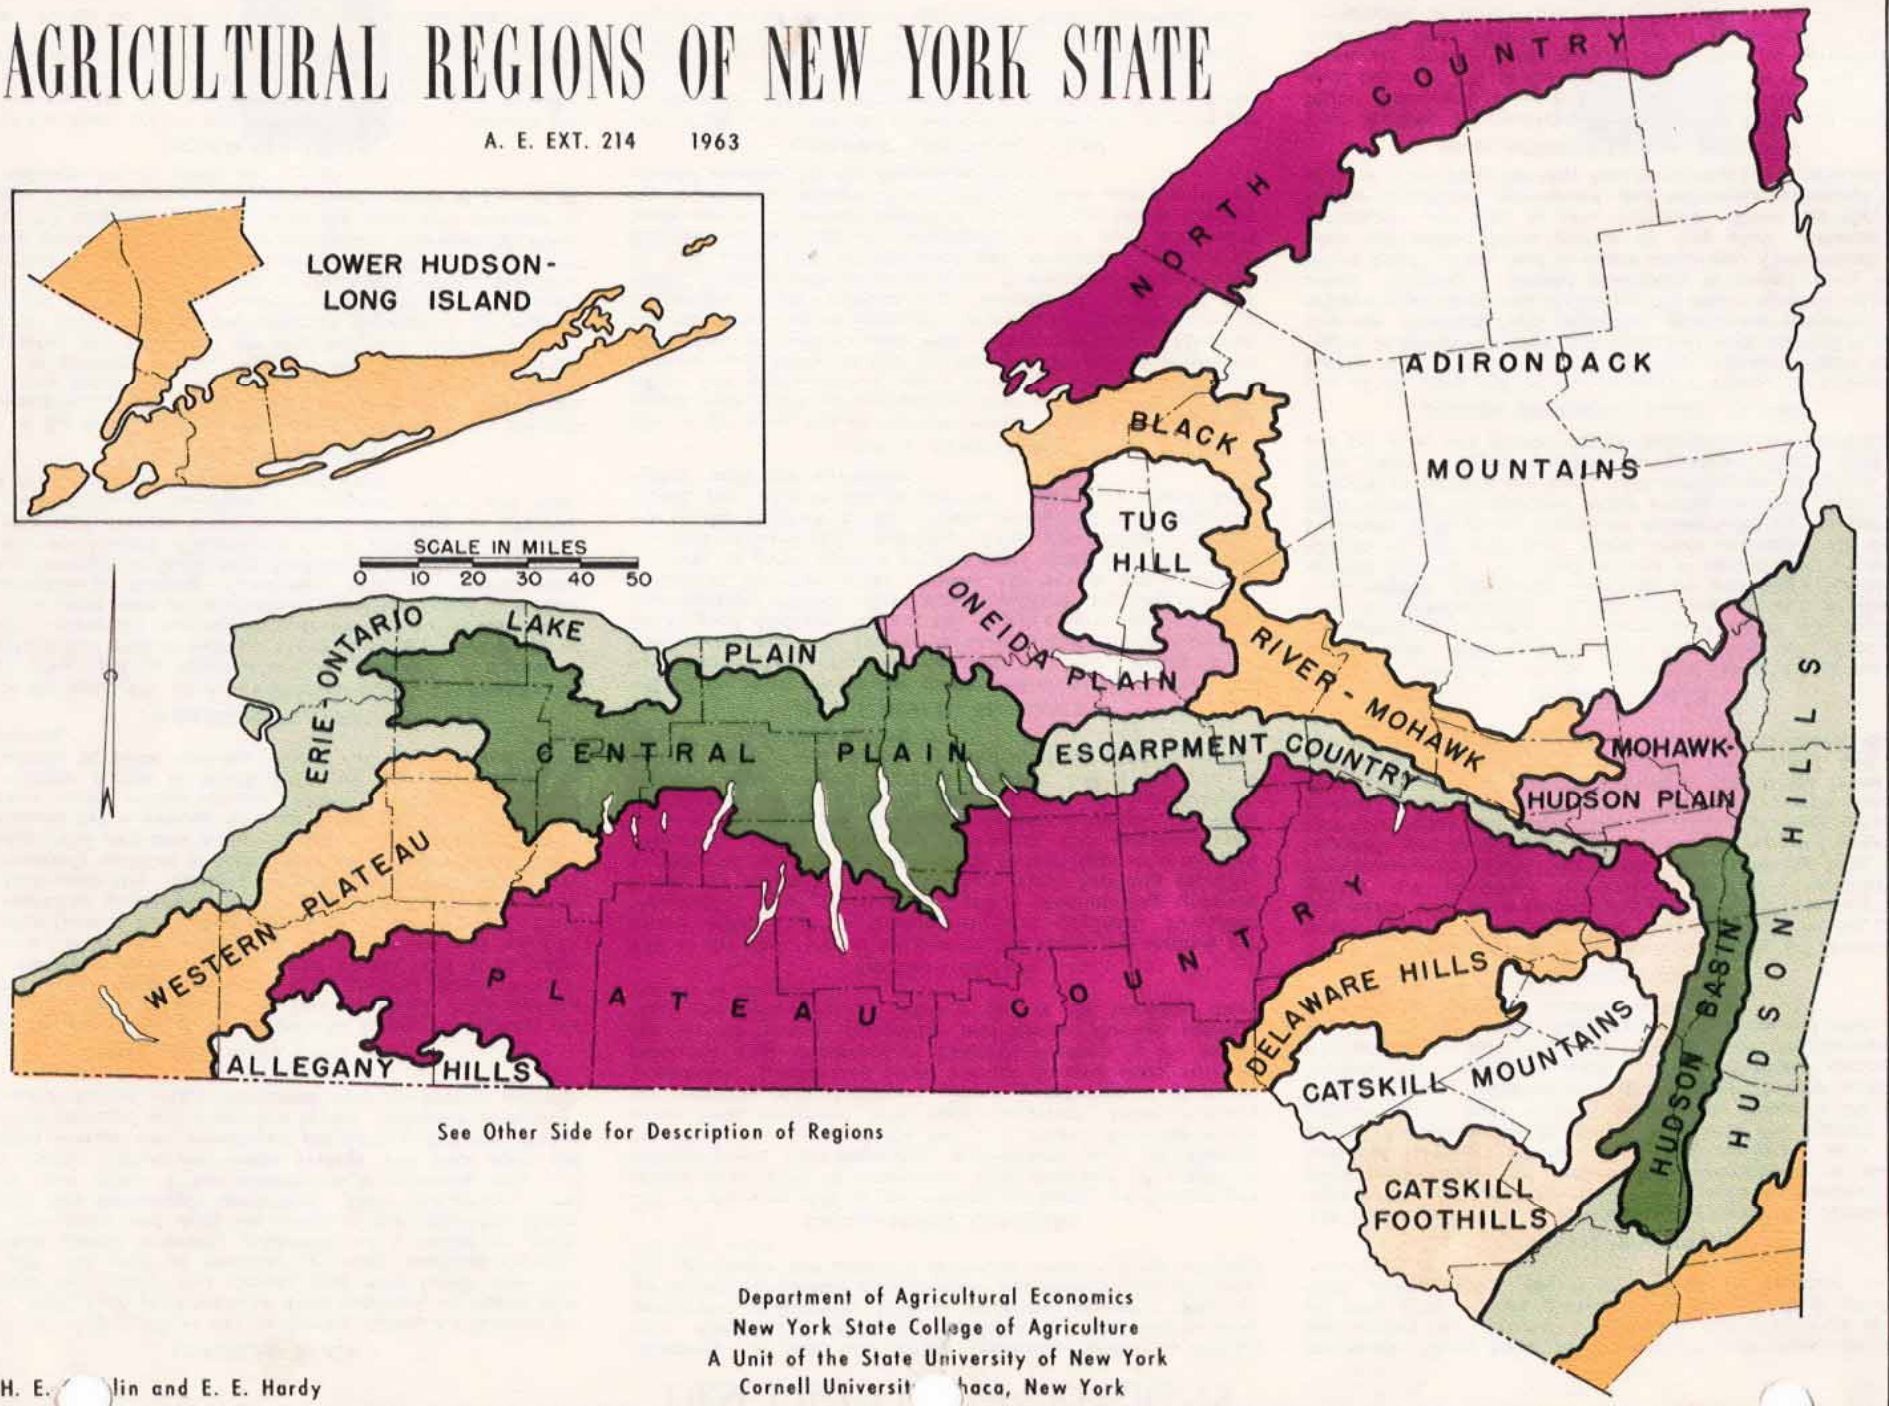 AGRICULTURAL REGIONS OF NEW YORK STATE
A. E. EXT. 214 1963
LOWER HUDSON-
LONG ISLAND
SCALE IN MILES
0 10 20 30 40 50
NORTH COUNTRY
ADIRONDACK
MOUNTAINS
BLACK
RIVER - MOHAWK
TUG
HILL
ONEIDA PLAIN
ERIE - ONTARIO LAKE PLAIN
CENTRAL PLAIN
ESCARPMENT COUNTRY
MOHAWK-
HUDSON PLAIN
HUDSON HILLS
WESTERN PLATEAU
PLATEAU COUNTRY
HUDSON BASIN
DELAWARE HILLS
ALLEGANY HILLS
CATSKILL MOUNTAINS
CATSKILL
FOOTHILLS
See Other Side for Description of Regions
Department of Agricultural Economics
New York State College of Agriculture
A Unit of the State University of New York
Cornell New York
H. E. and E. E. Hardy